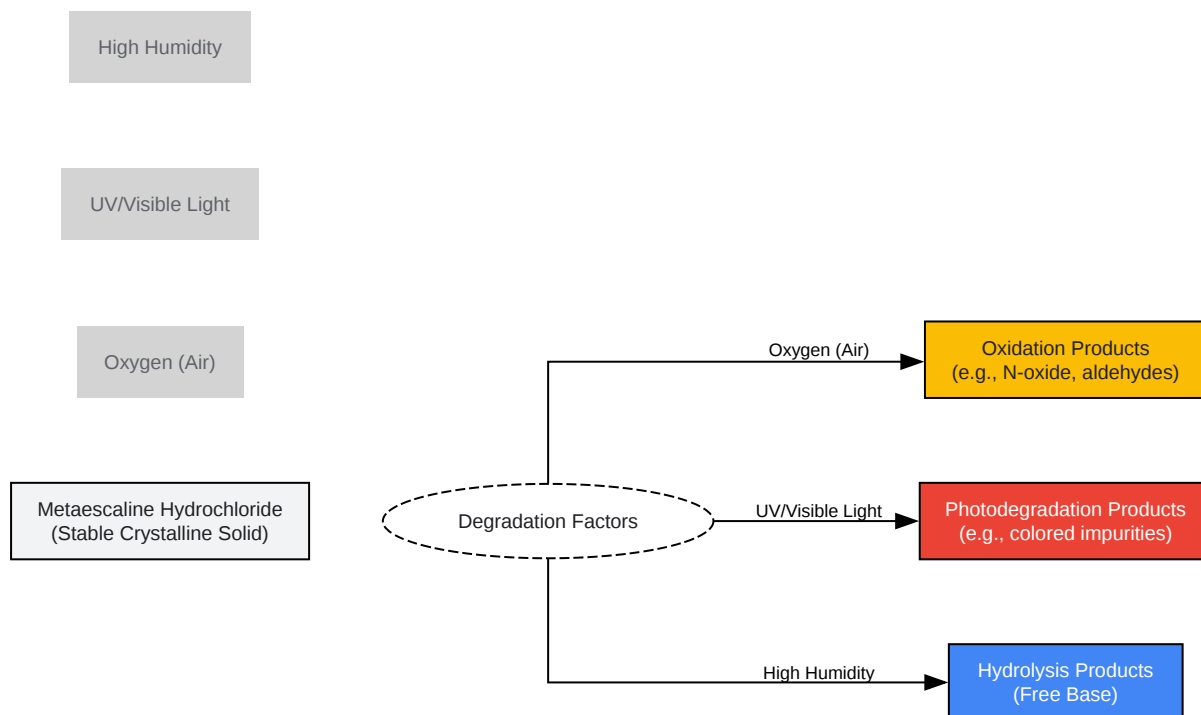 High Humidity
UV/Visible Light
Oxygen (Air)
Metaescaline Hydrochloride
(Stable Crystalline Solid)
Degradation Factors
Oxygen (Air)
UV/Visible Light
High Humidity
Oxidation Products
(e.g., N-oxide, aldehydes)
Photodegradation Products
(e.g., colored impurities)
Hydrolysis Products
(Free Base)